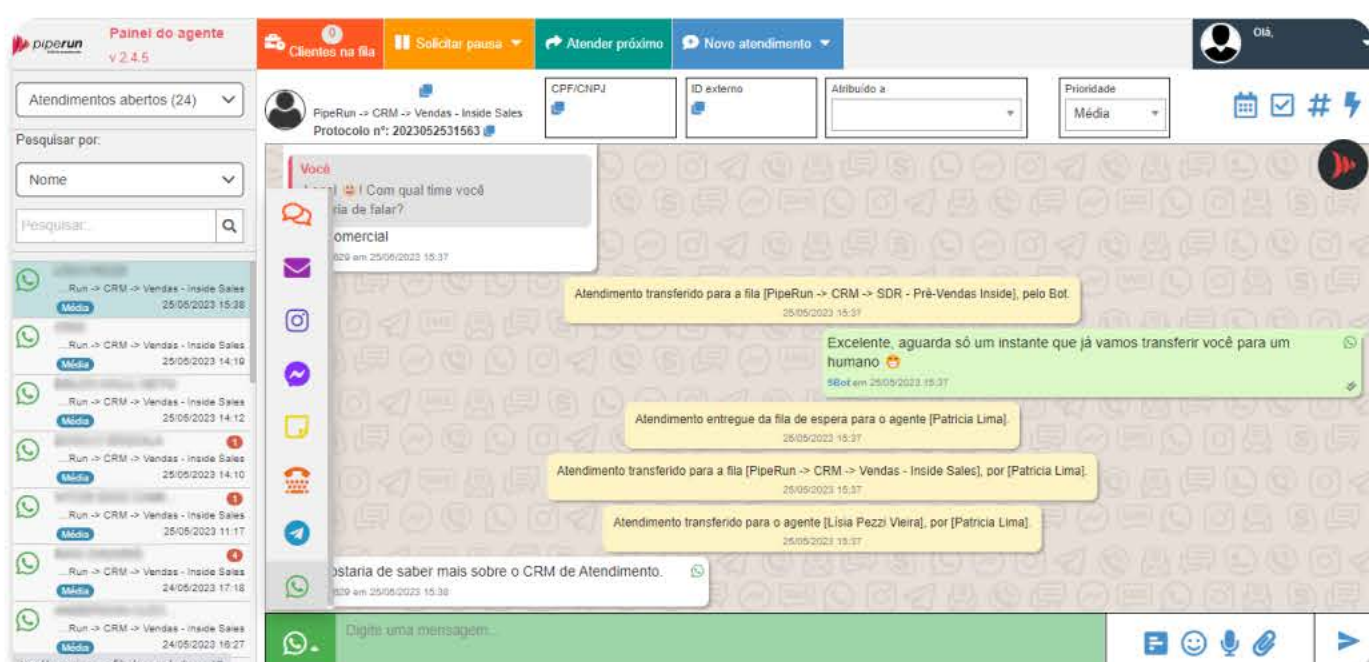 piperun
Painel do agente
v 2.4.5
0
Clientes na fila
Solicitar pausa
Atender próximo
Novo atendimento
Olá,
Atendimentos abertos (24)
Pesquisar por:
Nome
Pesquisar..
PipeRun -> CRM -> Vendas - Inside Sales
Protocolo nº: 2023052531563
CPF/CNPJ
ID externo
Atribuído a
Prioridade
Média
...Run -> CRM -> Vendas - Inside Sales
Média 25/05/2023 15:38
...Run -> CRM -> Vendas - Inside Sales
Média 25/05/2023 14:19
...Run -> CRM -> Vendas - Inside Sales
Média 25/05/2023 14:12
1
...Run -> CRM -> Vendas - Inside Sales
Média 25/05/2023 14:10
1
...Run -> CRM -> Vendas - Inside Sales
Média 25/05/2023 11:17
4
...Run -> CRM -> Vendas - Inside Sales
Média 24/05/2023 17:18
...Run -> CRM -> Vendas - Inside Sales
Média 24/05/2023 16:27
Você
! Com qual time você
ria de falar?
omercial
629 em 25/05/2023 15:37
Atendimento transferido para a fila [PipeRun -> CRM -> SDR - Pré-Vendas Inside], pelo Bot.
25/05/2023 15:37
Excelente, aguarda só um instante que já vamos transferir você para um
humano
5Bot em 25/05/2023 15:37
Atendimento entregue da fila de espera para o agente [Patricia Lima].
25/05/2023 15:37
Atendimento transferido para a fila [PipeRun -> CRM -> Vendas - Inside Sales], por [Patricia Lima].
25/05/2023 15:37
Atendimento transferido para o agente [Lísia Pezzi Vieira], por [Patricia Lima].
25/05/2023 15:37
ostaria de saber mais sobre o CRM de Atendimento.
629 em 25/05/2023 15:38
Digite uma mensagem...